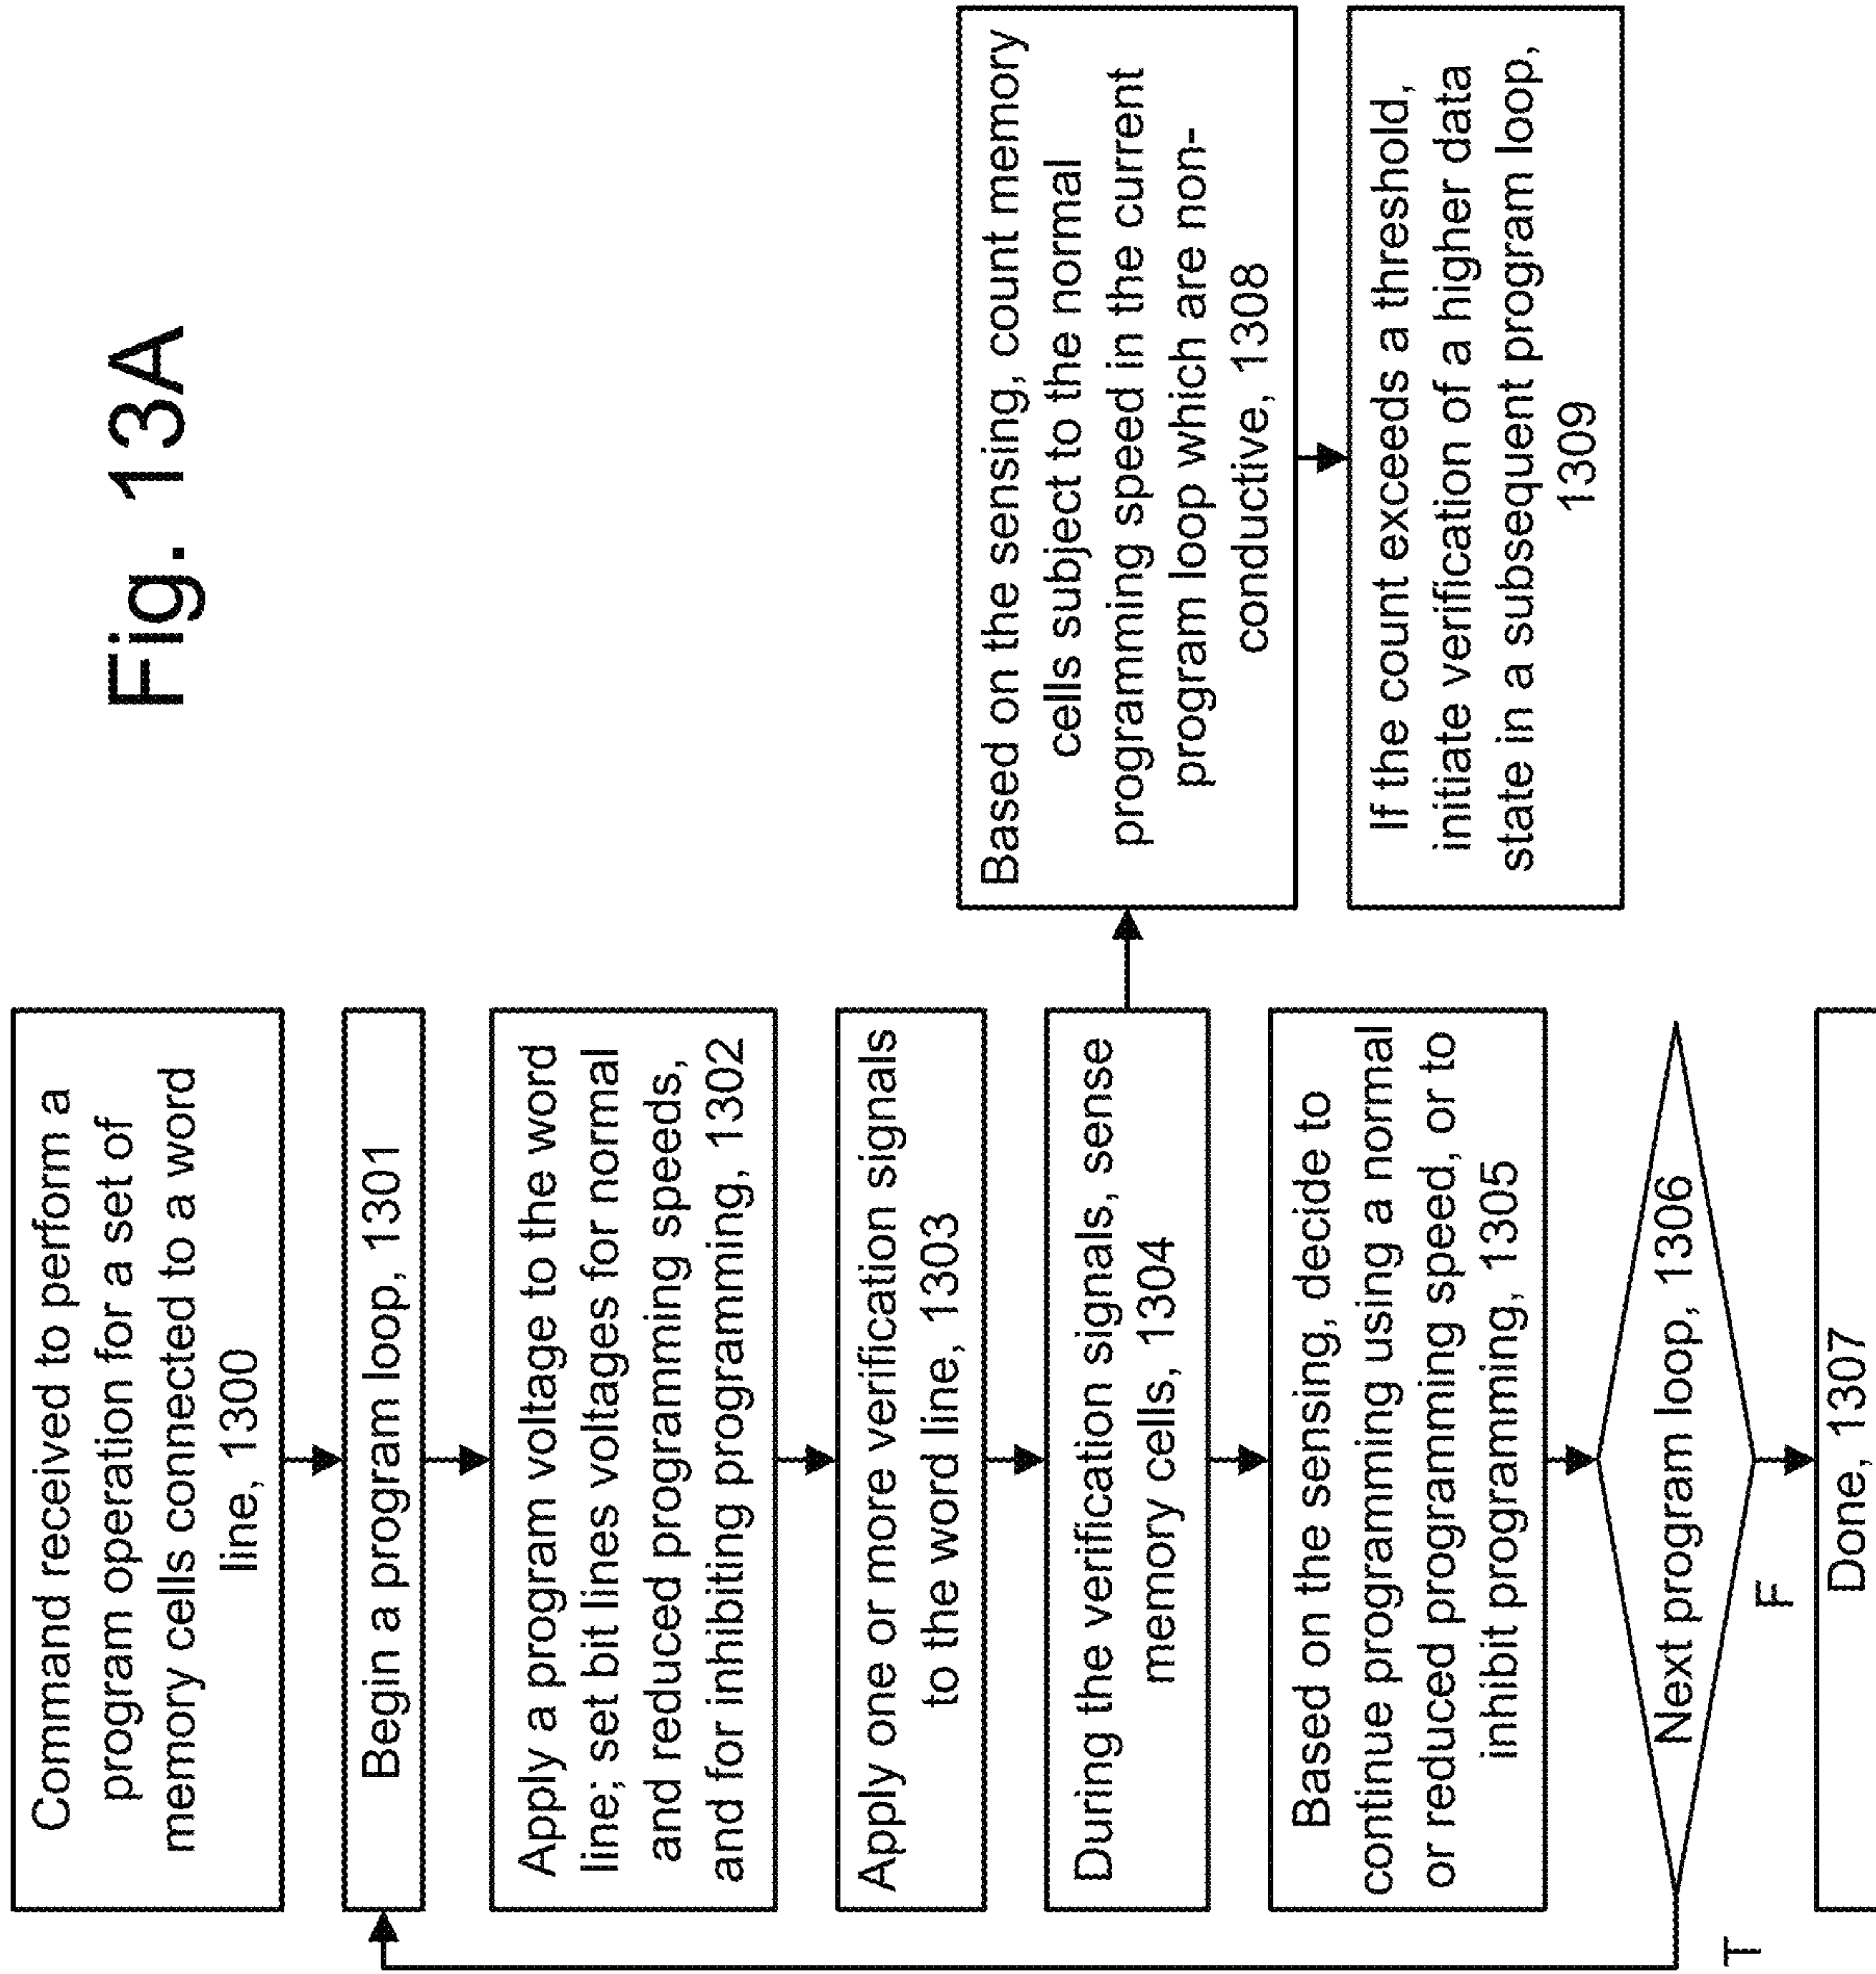 Fig. 13A
Command received to perform a
program operation for a set of
memory cells connected to a word
line, 1300
Begin a program loop, 1301
Apply a program voltage to the word
line; set bit lines voltages for normal
and reduced programming speeds,
and for inhibiting programming, 1302
Apply one or more verification signals
to the word line, 1303
During the verification signals, sense
memory cells, 1304
Based on the sensing, decide to
continue programming using a normal
or reduced programming speed, or to
inhibit programming, 1305
Next program loop, 1306
T
F
Done, 1307
Based on the sensing, count memory
cells subject to the normal
programming speed in the current
program loop which are non-
conductive, 1308
If the count exceeds a threshold,
initiate verification of a higher data
state in a subsequent program loop,
1309